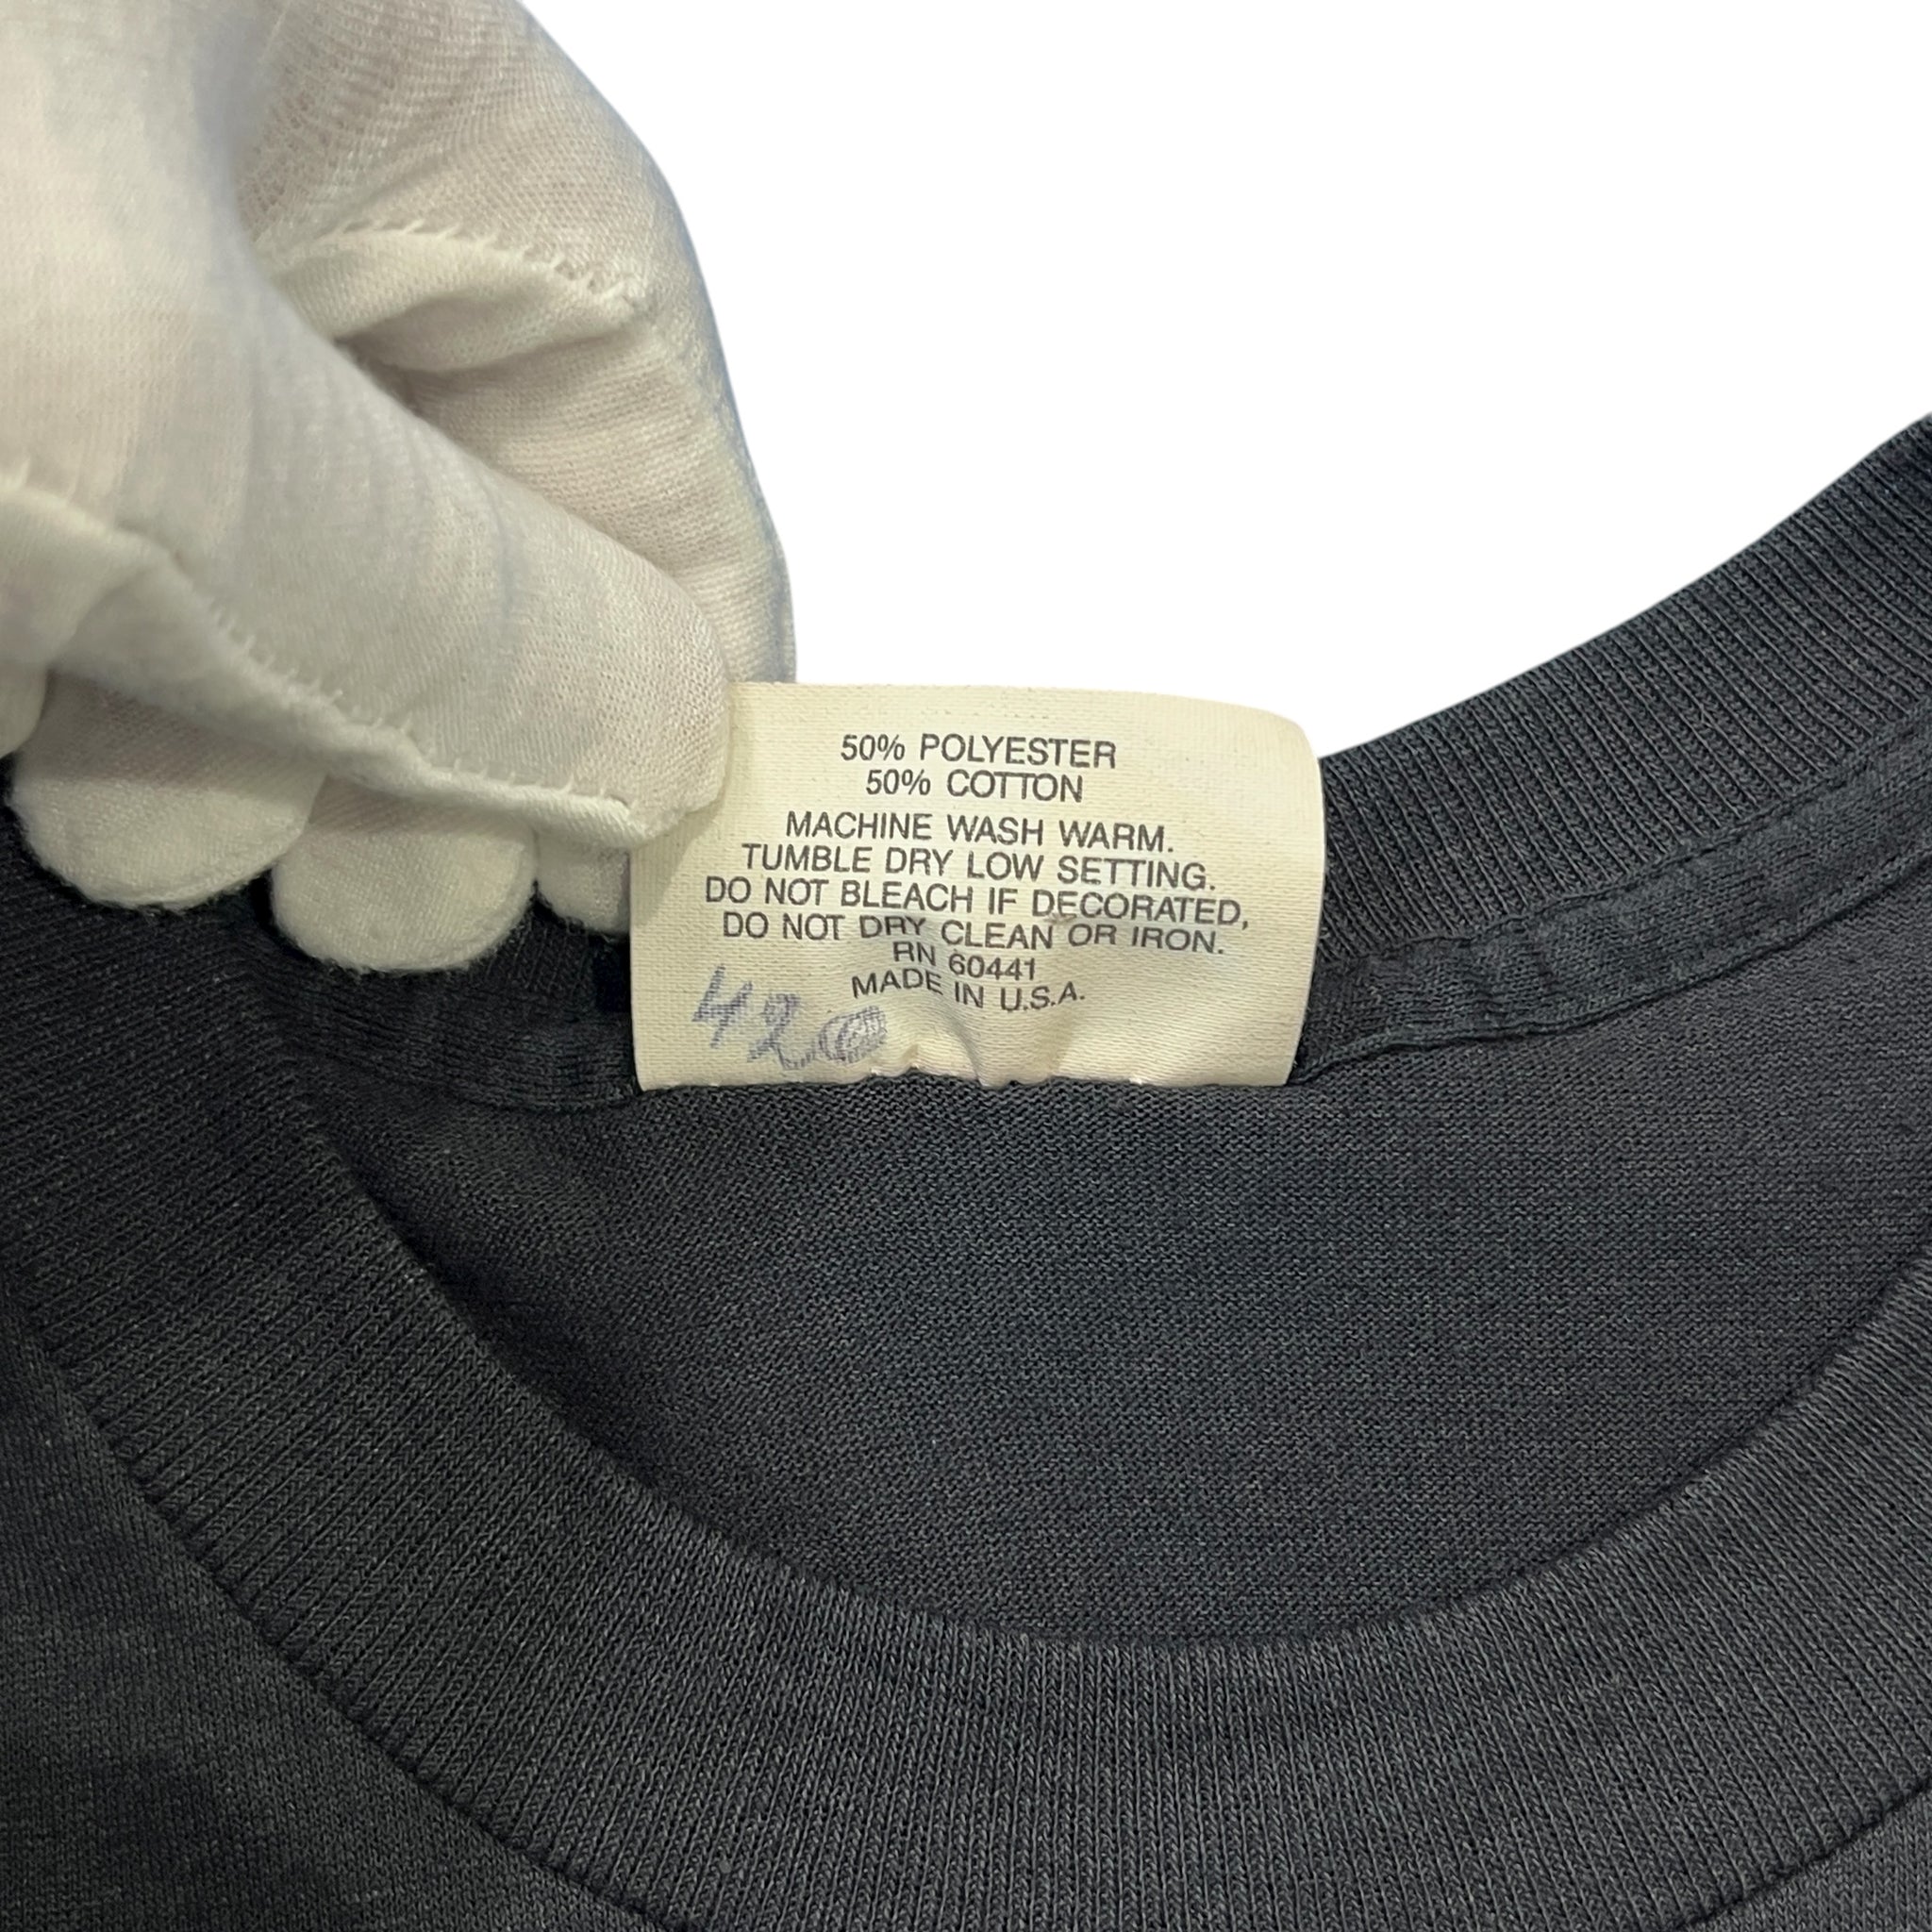 50% POLYESTER
50% COTTON
MACHINE WASH WARM.
TUMBLE DRY LOW SETTING.
DO NOT BLEACH IF DECORATED,
DO NOT DRY CLEAN OR IRON.
RN 60441
MADE IN U.S.A.
42